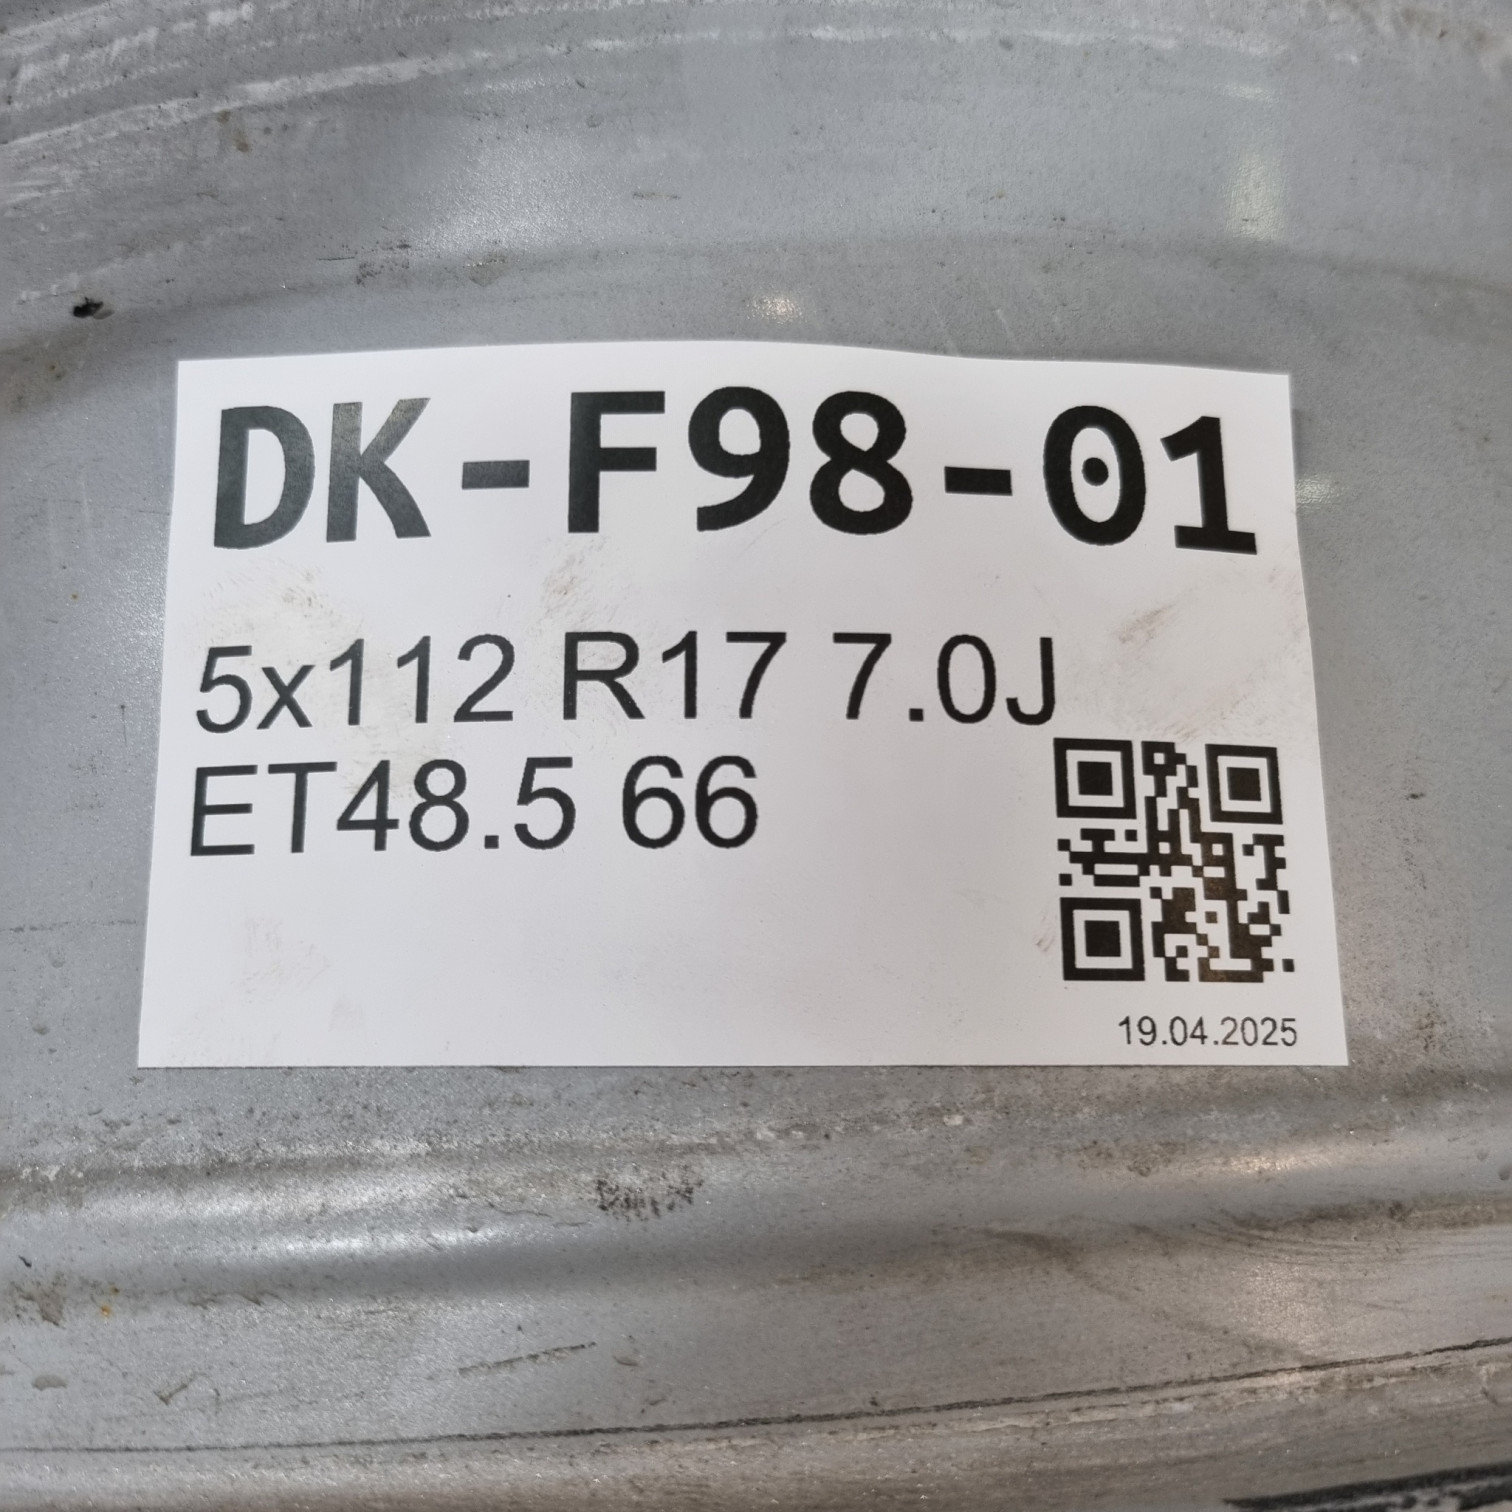 DK-F98-01
5x112 R17 7.0J
ET48.5 66
19.04.2025